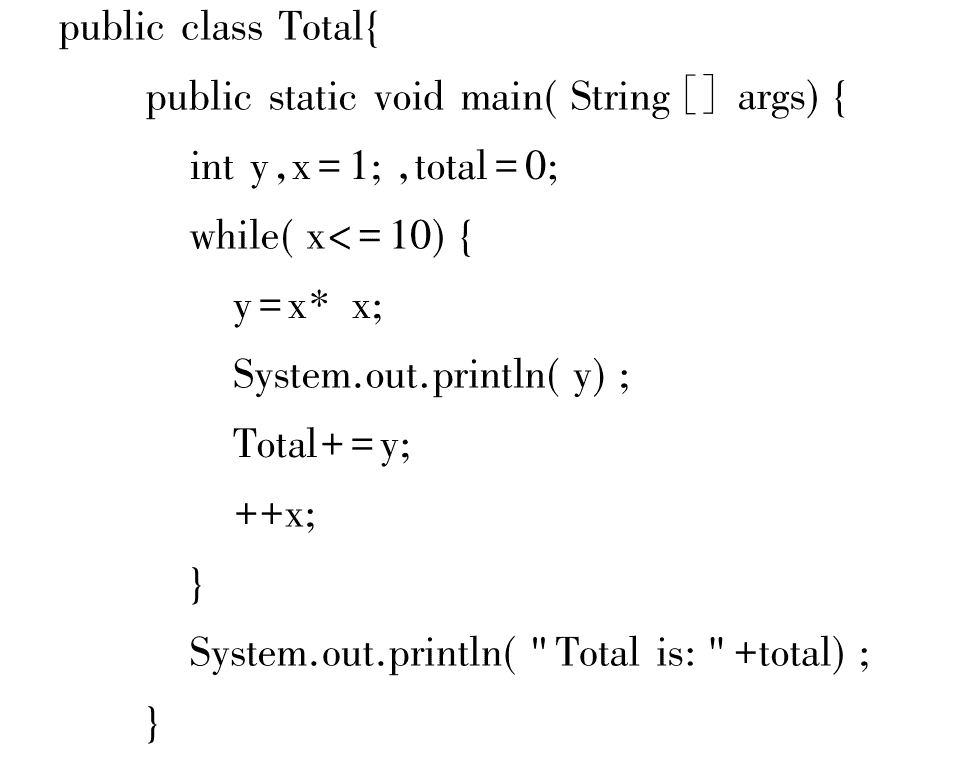 public class Total{
public static void main( String [] args) {
int y ,x = 1; ,total = 0;
while( x< = 10) {
y = x* x;
System.out.println( y) ;
Total+ = y;
++x;
}
System.out.println( "Total is: " +total) ;
}